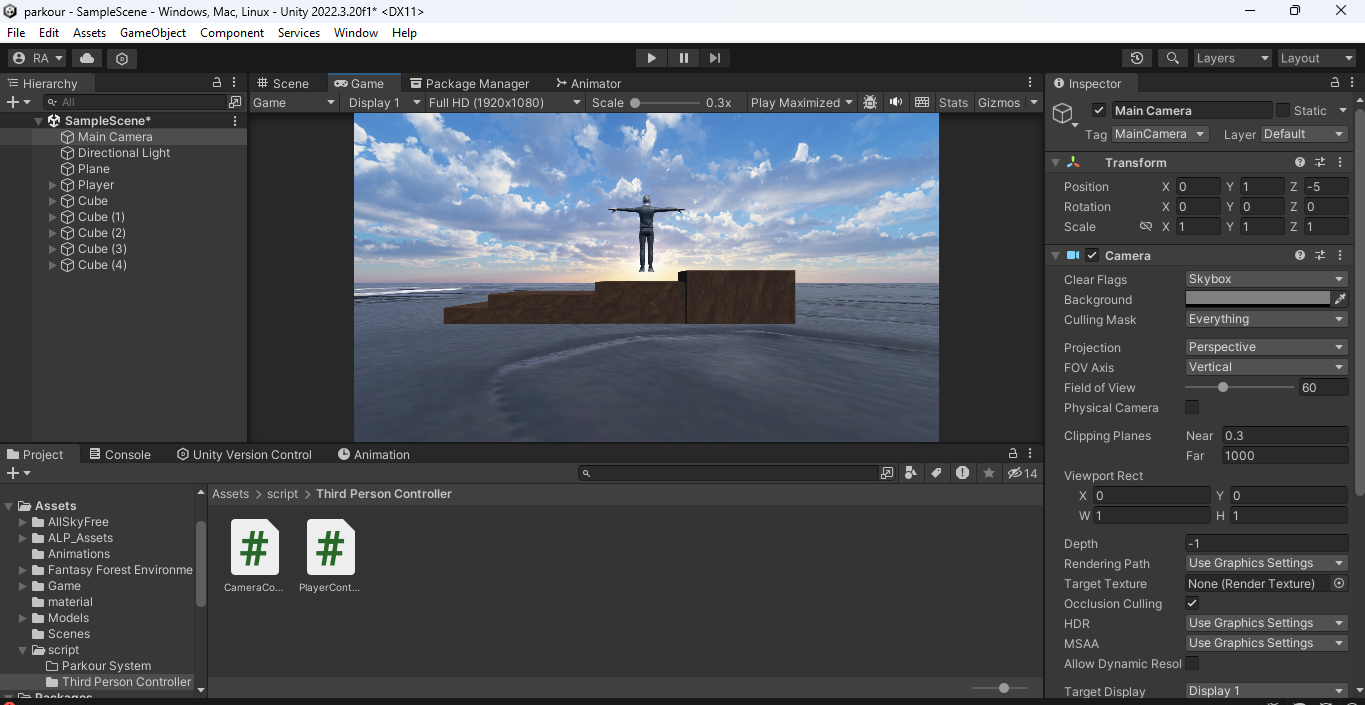 parkour - SampleScene - Windows, Mac, Linux - Unity 2022.3.20f1* <DX11>
File Edit Assets GameObject Component Services Window Help
RA Layers Layout
Hierarchy Scene Game Package Manager Animator Inspector
All Game Display 1 Full HD (1920x1080) Scale 0.3x Play Maximized Stats Gizmos
Main Camera Static
Tag MainCamera Layer Default
SampleScene*
Main Camera
Directional Light
Plane
Player
Cube
Cube (1)
Cube (2)
Cube (3)
Cube (4)
Transform
Position X 0 Y 1 Z -5
Rotation X 0 Y 0 Z 0
Scale X 1 Y 1 Z 1
Camera
Clear Flags Skybox
Background
Culling Mask Everything
Projection Perspective
FOV Axis Vertical
Field of View 60
Physical Camera
Clipping Planes Near 0.3
Far 1000
Viewport Rect
X 0 Y 0
W 1 H 1
Depth -1
Rendering Path Use Graphics Settings
Target Texture None (Render Texture)
Occlusion Culling
HDR Use Graphics Settings
MSAA Use Graphics Settings
Allow Dynamic Resol
Target Display Display 1
Project Console Unity Version Control Animation
14
Assets > script > Third Person Controller
Assets
AllSkyFree
ALP_Assets
Animations
Fantasy Forest Environme
Game
material
Models
Scenes
script
Parkour System
Third Person Controller
Packages
# #
CameraCo... PlayerCont...